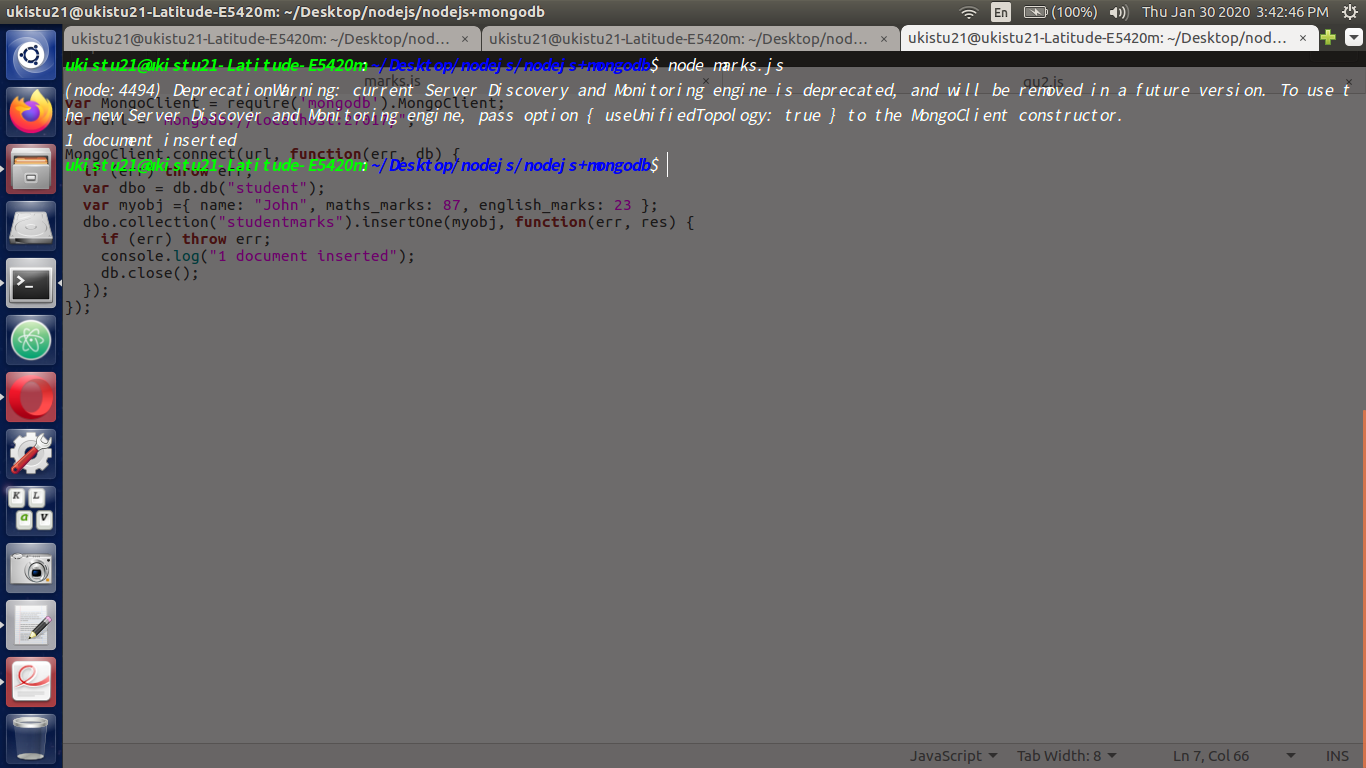 ukistu21@ukistu21-Latitude-E5420m: ~/Desktop/nodejs/nodejs+mongodb
En
(100%)
Thu Jan 30 2020 3:42:46 PM
ukistu21@ukistu21-Latitude-E5420m: ~/Desktop/nod... ×
ukistu21@ukistu21-Latitude-E5420m: ~/Desktop/nod... ×
ukistu21@ukistu21-Latitude-E5420m: ~/Desktop/nod... ×
ukistu21@ukistu21-Latitude-E5420m:~/Desktop/nodejs/nodejs+mongodb$ node marks.js
marks.js ×
qu2.js ×
(node:4494) DeprecationWarning: current Server Discovery and Monitoring engine is deprecated, and will be removed in a future version. To use t
var MongoClient = require('mongodb').MongoClient;
he new Server Discover and Monitoring engine, pass option { useUnifiedTopology: true } to the MongoClient constructor.
var url = "mongodb://localhost:27017/";
1 document inserted
MongoClient.connect(url, function(err, db) {
ukistu21@ukistu21-Latitude-E5420m:~/Desktop/nodejs/nodejs+mongodb$
if (err) throw err;
var dbo = db.db("student");
var myobj ={ name: "John", maths_marks: 87, english_marks: 23 };
dbo.collection("studentmarks").insertOne(myobj, function(err, res) {
if (err) throw err;
console.log("1 document inserted");
db.close();
});
});
K L
a V
JavaScript
Tab Width: 8
Ln 7, Col 66
INS